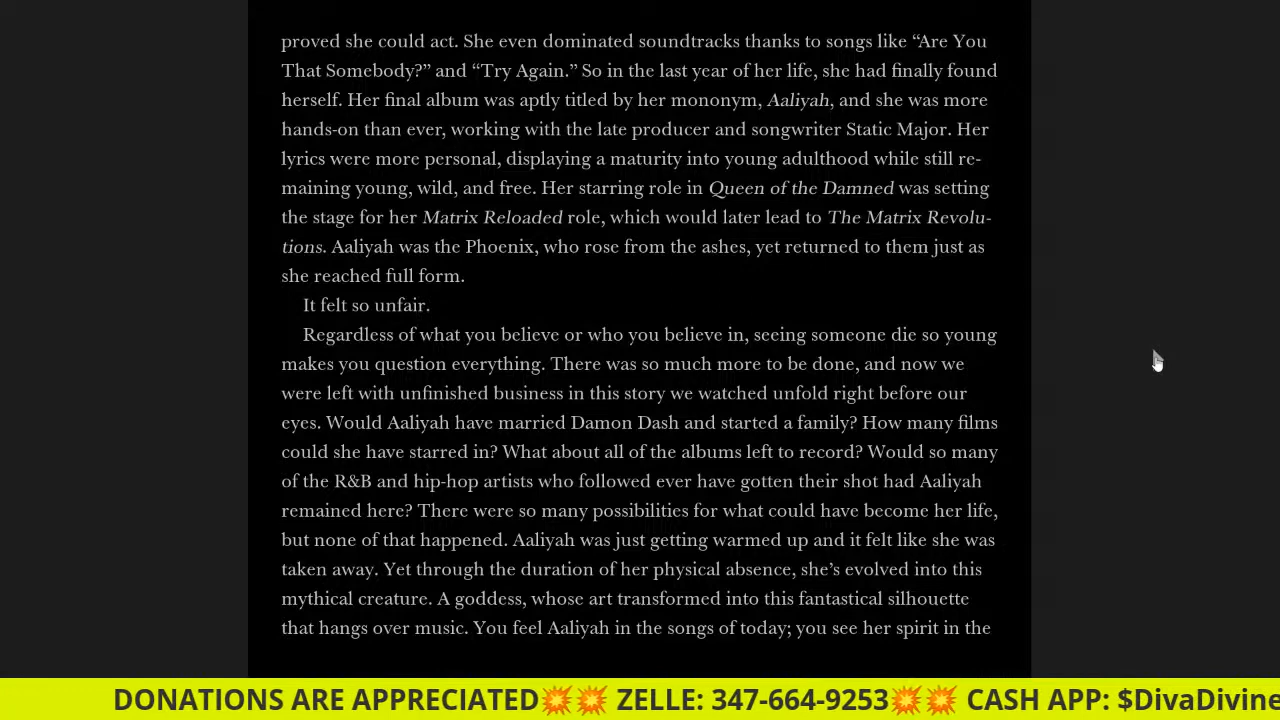 proved she could act. She even dominated soundtracks thanks to songs like “Are You
That Somebody?” and “Try Again.” So in the last year of her life, she had finally found
herself. Her final album was aptly titled by her mononym, Aaliyah, and she was more
hands-on than ever, working with the late producer and songwriter Static Major. Her
lyrics were more personal, displaying a maturity into young adulthood while still re-
maining young, wild, and free. Her starring role in Queen of the Damned was setting
the stage for her Matrix Reloaded role, which would later lead to The Matrix Revolu-
tions. Aaliyah was the Phoenix, who rose from the ashes, yet returned to them just as
she reached full form.
It felt so unfair.
Regardless of what you believe or who you believe in, seeing someone die so young
makes you question everything. There was so much more to be done, and now we
were left with unfinished business in this story we watched unfold right before our
eyes. Would Aaliyah have married Damon Dash and started a family? How many films
could she have starred in? What about all of the albums left to record? Would so many
of the R&B and hip-hop artists who followed ever have gotten their shot had Aaliyah
remained here? There were so many possibilities for what could have become her life,
but none of that happened. Aaliyah was just getting warmed up and it felt like she was
taken away. Yet through the duration of her physical absence, she’s evolved into this
mythical creature. A goddess, whose art transformed into this fantastical silhouette
that hangs over music. You feel Aaliyah in the songs of today; you see her spirit in the
DONATIONS ARE APPRECIATED💥💥 ZELLE: 347-664-9253💥💥 CASH APP: $DivaDivine